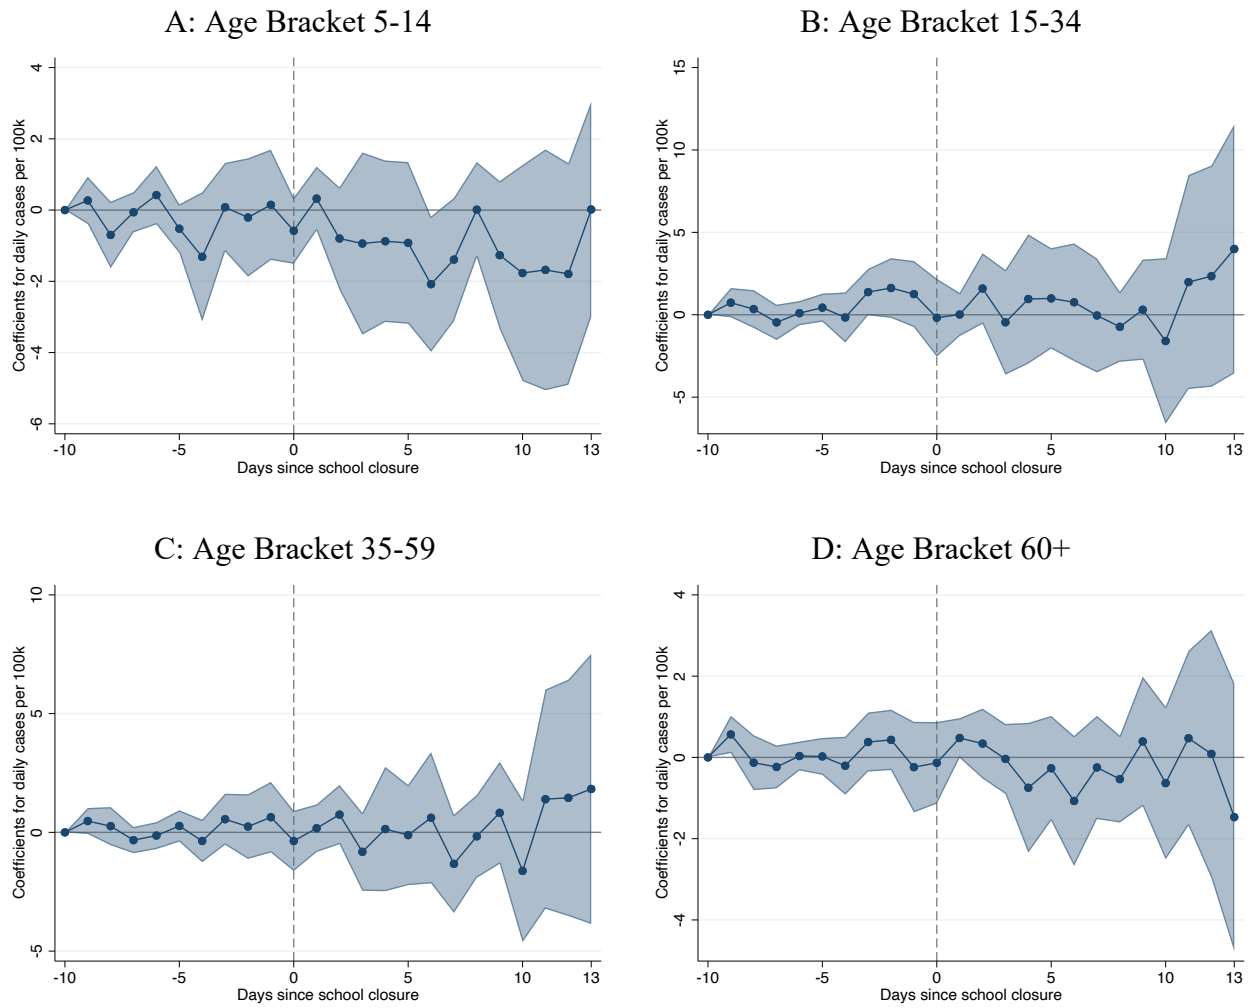 A: Age Bracket 5-14
Coefficients for daily cases per 100k
4
2
0
-2
-4
-6
-10 -5 0 5 10 13
Days since school closure
B: Age Bracket 15-34
Coefficients for daily cases per 100k
15
10
5
0
-5
-10 -5 0 5 10 13
Days since school closure
C: Age Bracket 35-59
Coefficients for daily cases per 100k
10
5
0
-5
-10 -5 0 5 10 13
Days since school closure
D: Age Bracket 60+
Coefficients for daily cases per 100k
4
2
0
-2
-4
-10 -5 0 5 10 13
Days since school closure